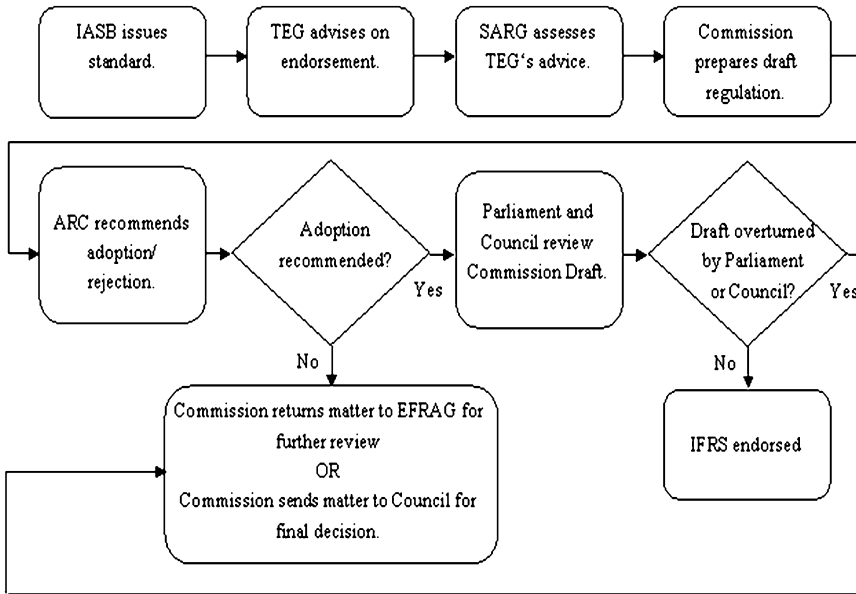 IASB issues
standard.
TEG advises on
endorsement.
SARG assesses
TEG‘s advice.
Commission
prepares draft
regulation.
ARC recommends
adoption/
rejection.
Adoption
recommended?
Yes
Parliament and
Council review
Commission Draft.
Draft overturned
by Parliament
or Council?
Yes
No
No
Commission returns matter to EFRAG for
further review
OR
Commission sends matter to Council for
final decision.
IFRS endorsed